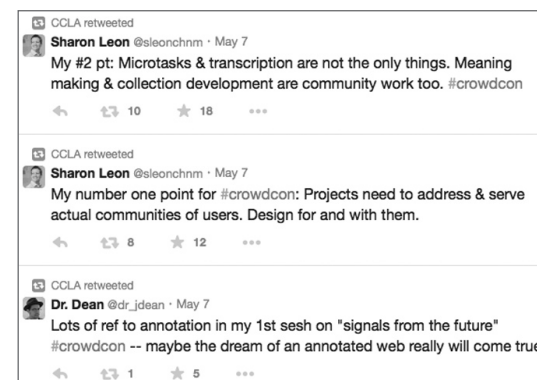 CCLA retweeted
Sharon Leon @sleonchnm · May 7
My #2 pt: Microtasks & transcription are not the only things. Meaning
making & collection development are community work too. #crowdcon
10 18
CCLA retweeted
Sharon Leon @sleonchnm · May 7
My number one point for #crowdcon: Projects need to address & serve
actual communities of users. Design for and with them.
8 12
CCLA retweeted
Dr. Dean @dr_jdean · May 7
Lots of ref to annotation in my 1st sesh on "signals from the future"
#crowdcon -- maybe the dream of an annotated web really will come true
1 5